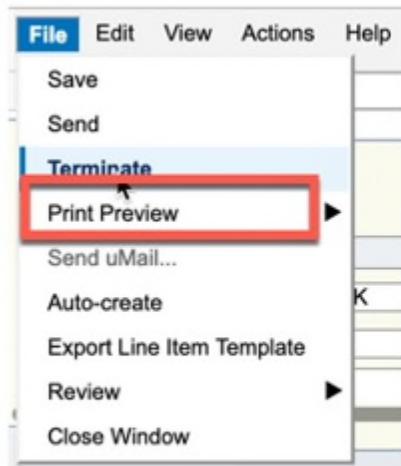 File Edit View Actions Help
Save
Send
Terminate
Print Preview
Send uMail...
Auto-create
K
Export Line Item Template
Review
Close Window